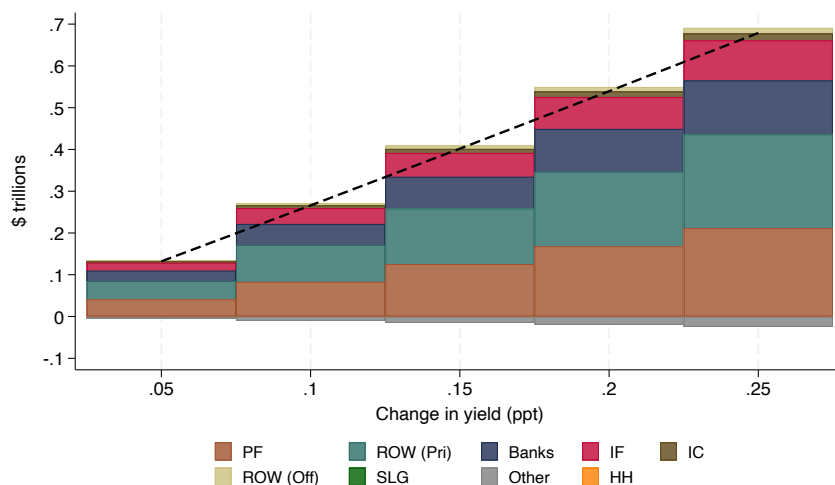 .7
.6
.5
.4
.3
.2
.1
0
-.1
$ trillions
.05 .1 .15 .2 .25
Change in yield (ppt)
PF ROW (Pri) Banks IF IC
ROW (Off) SLG Other HH